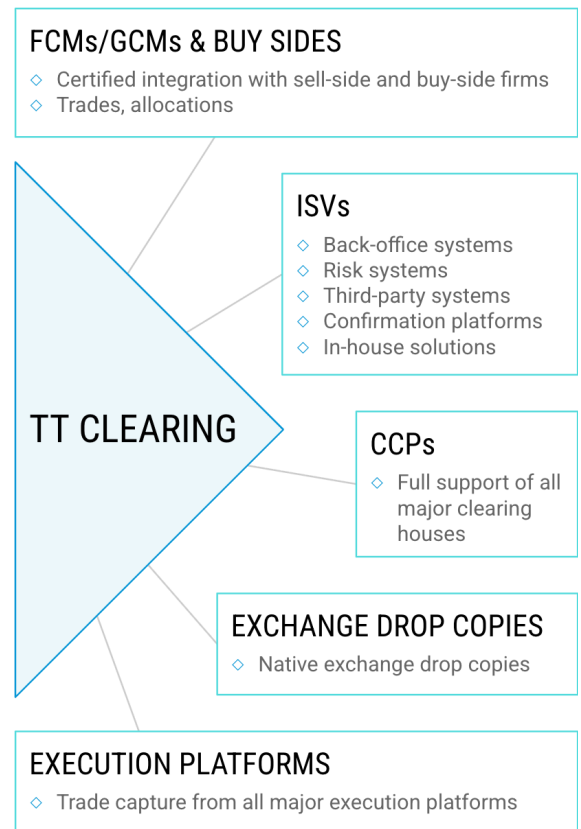 FCMs/GCMs & BUY SIDES
Certified integration with sell-side and buy-side firms
Trades, allocations
ISVs
Back-office systems
Risk systems
Third-party systems
Confirmation platforms
In-house solutions
TT CLEARING
CCPs
Full support of all
major clearing
houses
EXCHANGE DROP COPIES
Native exchange drop copies
EXECUTION PLATFORMS
Trade capture from all major execution platforms